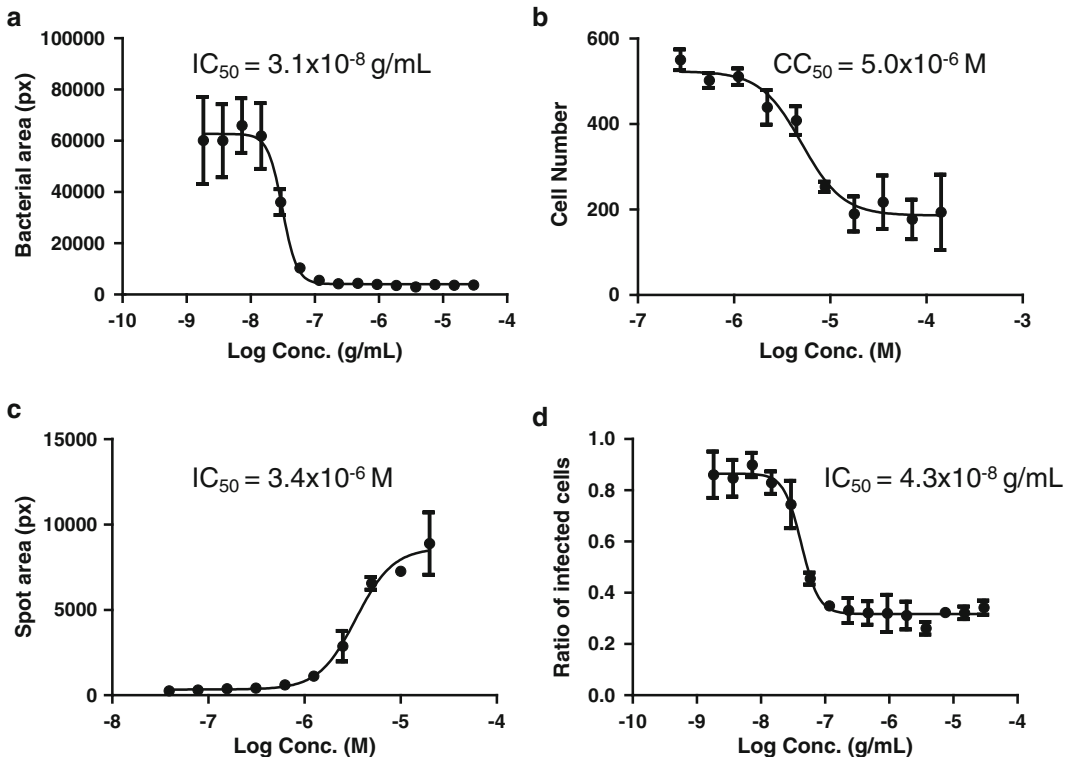 a
100000
80000
60000
40000
20000
0
Bacterial area (px)
IC50 = 3.1x10-8 g/mL
-10 -9 -8 -7 -6 -5 -4
Log Conc. (g/mL)
b
600
400
200
0
Cell Number
CC50 = 5.0x10-6 M
-7 -6 -5 -4 -3
Log Conc. (M)
c
15000
10000
5000
0
Spot area (px)
IC50 = 3.4x10-6 M
-8 -7 -6 -5 -4
Log Conc. (M)
d
1.0
0.8
0.6
0.4
0.2
0.0
Ratio of infected cells
IC50 = 4.3x10-8 g/mL
-10 -9 -8 -7 -6 -5 -4
Log Conc. (g/mL)